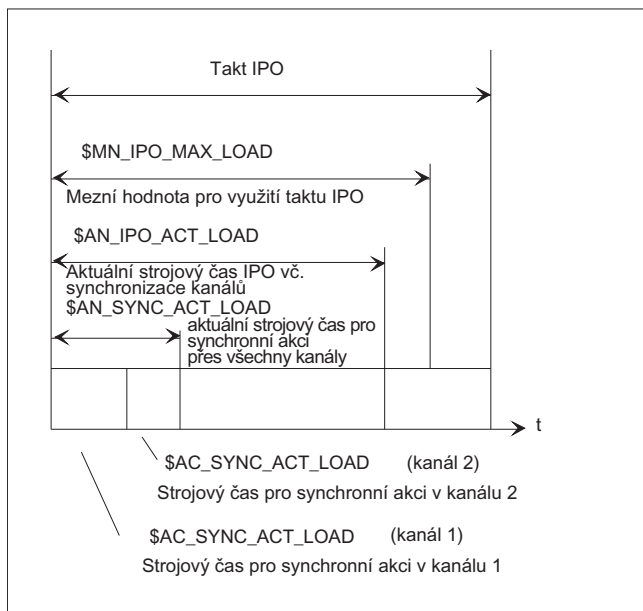 Takt IPO
$MN_IPO_MAX_LOAD
Mezní hodnota pro využití taktu IPO
$AN_IPO_ACT_LOAD
Aktuální strojový čas IPO vč.
synchronizace kanálů
$AN_SYNC_ACT_LOAD
aktuální strojový čas pro
synchronní akci
přes všechny kanály
t
$AC_SYNC_ACT_LOAD (kanál 2)
Strojový čas pro synchronní akci v kanálu 2
$AC_SYNC_ACT_LOAD (kanál 1)
Strojový čas pro synchronní akci v kanálu 1